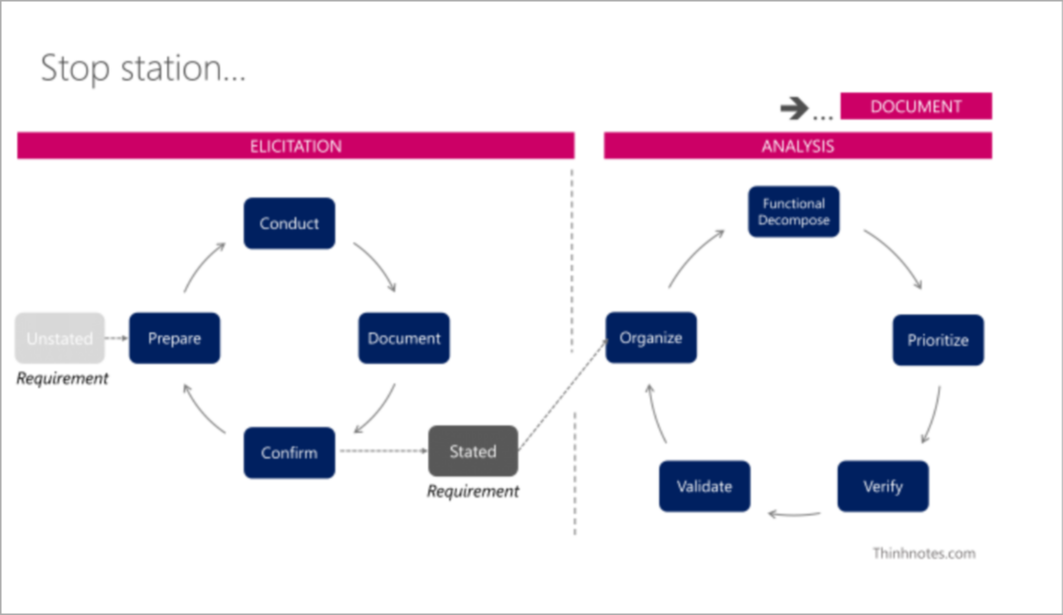 Stop station...
➔... DOCUMENT
ELICITATION
ANALYSIS
Conduct
Functional
Decompose
Unstated
Prepare
Document
Organize
Prioritize
Requirement
Confirm
Stated
Requirement
Validate
Verify
Thinhnotes.com